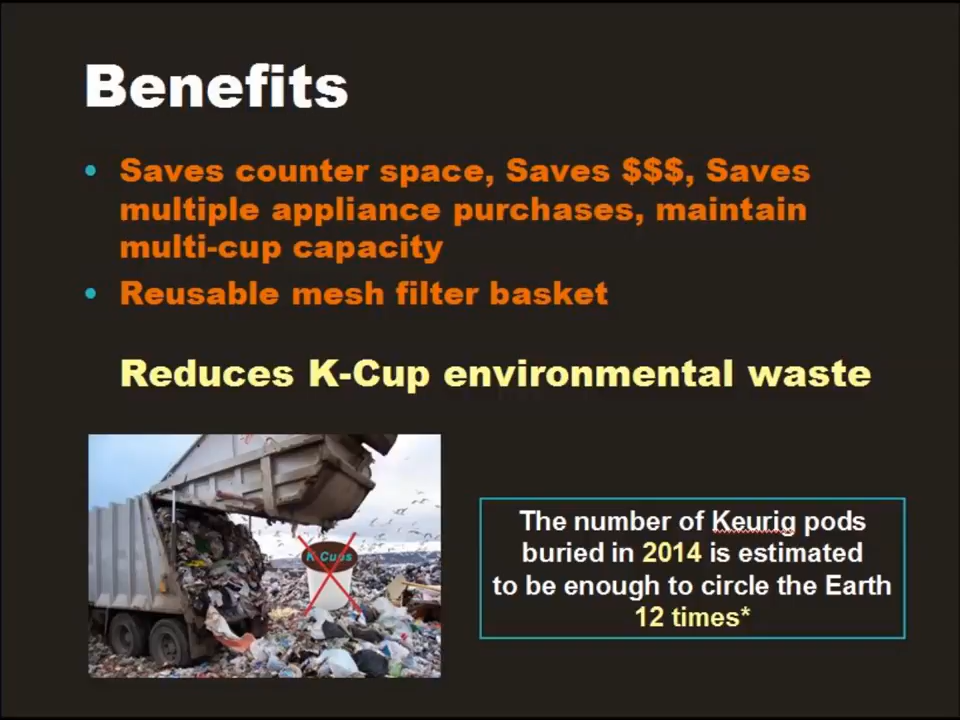 Benefits
• Saves counter space, Saves $$$, Saves
multiple appliance purchases, maintain
multi-cup capacity
• Reusable mesh filter basket
Reduces K-Cup environmental waste
K Cups
The number of Keurig pods
buried in 2014 is estimated
to be enough to circle the Earth
12 times*